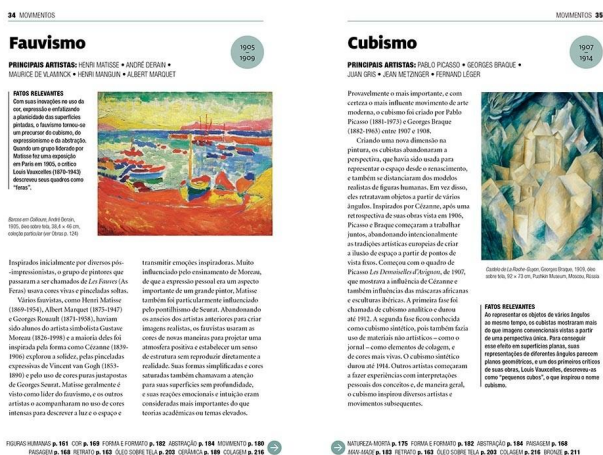 34 MOVIMENTOS
Fauvismo
1905
–
1909
PRINCIPAIS ARTISTAS: HENRI MATISSE • ANDRÉ DERAIN •
MAURICE DE VLAMINCK • HENRI MANGUIN • ALBERT MARQUET
FATOS RELEVANTES
Com suas inovações no uso da
cor, expressão e enfatizando
a planicidade das superfícies
pintadas, o fauvismo tornou-se
um precursor do cubismo, do
expressionismo e da abstração.
Quando um grupo liderado por
Matisse fez uma exposição
em Paris em 1905, o crítico
Louis Vauxcelles (1870-1943)
descreveu seus quadros como
"feras".
Barcos em Collioure, André Derain,
1905, óleo sobre tela, 38,4 × 46 cm,
coleção particular (ver Obras p. 124)
Inspirados inicialmente por diversos pós-
-impressionistas, o grupo de pintores que
passaram a ser chamados de Les Fauves (As
Feras) usava cores vivas e pinceladas soltas.
Vários fauvistas, como Henri Matisse
(1869-1954), Albert Marquet (1875-1947)
e Georges Rouault (1871-1958), haviam
sido alunos do artista simbolista Gustave
Moreau (1826-1898) e a maioria deles foi
inspirada pela forma como Cézanne (1839-
1906) explorou a solidez, pelas pinceladas
expressivas de Vincent van Gogh (1853-
1890) e pelo uso de cores puras justapostas
de Georges Seurat. Matisse geralmente é
visto como líder do fauvismo, e os outros
artistas o acompanharam no uso de cores
intensas para descrever a luz e o espaço e
transmitir emoções inspiradoras. Muito
influenciado pelo ensinamento de Moreau,
de que a expressão pessoal era um aspecto
importante de um grande pintor, Matisse
também foi particularmente influenciado
pelo pontilhismo de Seurat. Abandonando
os anseios dos artistas anteriores para criar
imagens realistas, os fauvistas usaram as
cores de novas maneiras para projetar uma
atmosfera positiva e estabelecer um senso
de estrutura sem reproduzir diretamente a
realidade. Suas formas simplificadas e cores
saturadas também chamavam a atenção
para suas superfícies sem profundidade,
e suas reações emocionais e intuição eram
consideradas mais importantes do que
teorias acadêmicas ou temas elevados.
FIGURAS HUMANAS p. 161 COR p. 169 FORMA E FORMATO p. 182 ABSTRAÇÃO p. 184 MOVIMENTO p. 180
PAISAGEM p. 168 RETRATO p. 163 ÓLEO SOBRE TELA p. 203 CERÂMICA p. 189 COLAGEM p. 216
MOVIMENTOS 35
Cubismo
1907
–
1914
PRINCIPAIS ARTISTAS: PABLO PICASSO • GEORGES BRAQUE •
JUAN GRIS • JEAN METZINGER • FERNAND LÉGER
Provavelmente o mais importante, e com
certeza o mais influente movimento de arte
moderna, o cubismo foi criado por Pablo
Picasso (1881-1973) e Georges Braque
(1882-1963) entre 1907 e 1908.
Criando uma nova dimensão na
pintura, os cubistas abandonaram a
perspectiva, que havia sido usada para
representar o espaço desde o renascimento,
e também se distanciaram dos modelos
realistas de figuras humanas. Em vez disso,
eles retratavam objetos a partir de vários
ângulos. Inspirados por Cézanne, após uma
retrospectiva de suas obras vista em 1906,
Picasso e Braque começaram a trabalhar
juntos, abandonando intencionalmente
as tradições artísticas europeias de criar
a ilusão de espaço a partir de pontos de
vista fixos. Começou com o quadro de
Picasso Les Demoiselles d'Avignon, de 1907,
que mostrava a influência de Cézanne e
também influências das máscaras africanas
e esculturas ibéricas. A primeira fase foi
chamada de cubismo analítico e durou
até 1912. A segunda fase ficou conhecida
como cubismo sintético, pois também fazia
uso de materiais não artísticos – como o
jornal – como elementos de colagem, e
de cores mais vivas. O cubismo sintético
durou até 1914. Outros artistas começaram
a fazer experiências com interpretações
pessoais dos conceitos e, de maneira geral,
o cubismo inspirou diversos artistas e
movimentos subsequentes.
Castelo de La Roche-Guyon, Georges Braque, 1909, óleo
sobre tela, 92 × 73 cm, Pushkin Museum, Moscou, Rússia
FATOS RELEVANTES
Ao representar os objetos de vários ângulos
ao mesmo tempo, os cubistas mostraram mais
do que imagens convencionais vistas a partir
de uma perspectiva única. Para conseguir
esse efeito em superfícies planas, suas
representações de diferentes ângulos parecem
planos geométricos, e um dos primeiros críticos
de suas obras, Louis Vauxcelles, descreveu-as
como "pequenos cubos", o que inspirou o nome
cubismo.
NATUREZA-MORTA p. 175 FORMA E FORMATO p. 182 ABSTRAÇÃO p. 184 PAISAGEM p. 168
MAN-MADE p. 183 RETRATO p. 163 ÓLEO SOBRE TELA p. 203 COLAGEM p. 216 BRONZE p. 211